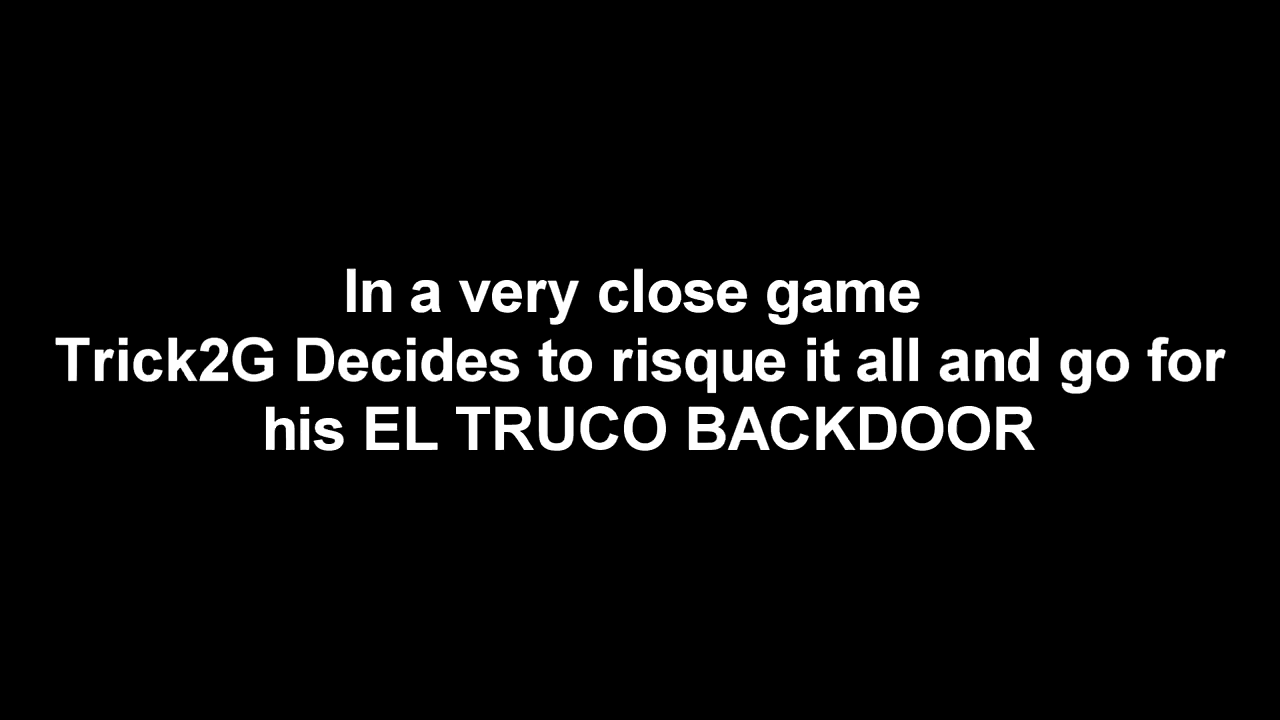 In a very close game
Trick2G Decides to risque it all and go for
his EL TRUCO BACKDOOR